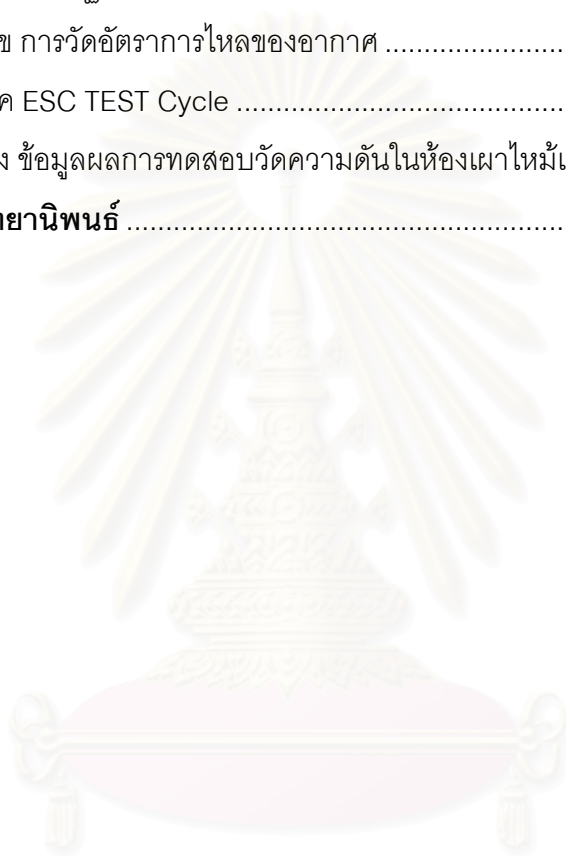 ข การวัดอัตราการไหลของอากาศ .......................
ค ESC TEST Cycle ..........................................
ง ข้อมูลผลการทดสอบวัดความดันในห้องเผาไหม้เ
ทยานิพนธ์ ........................................................